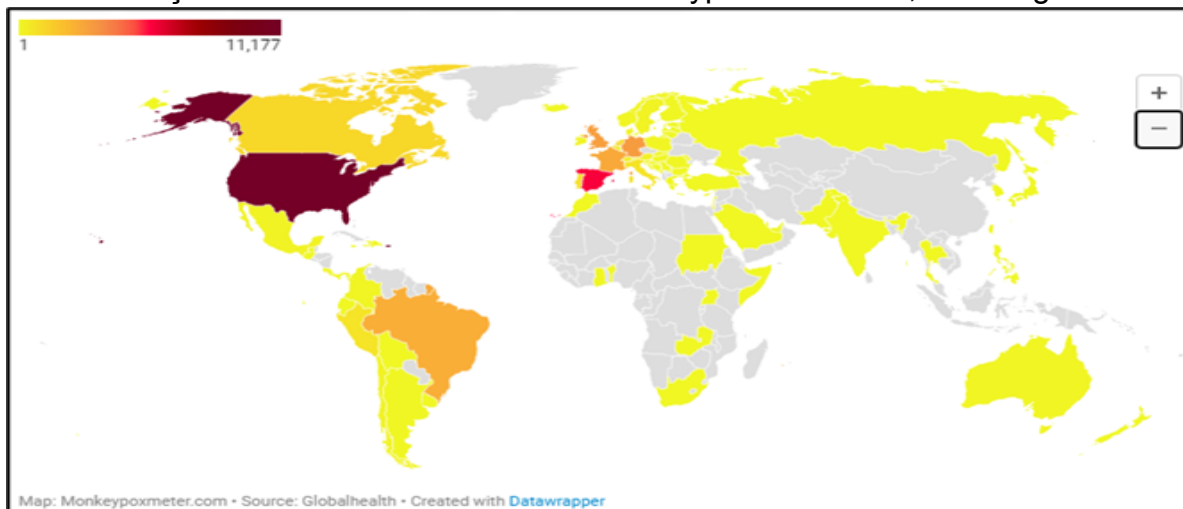 1 11,177
+
−
Map: Monkeypoxmeter.com • Source: Globalhealth • Created with Datawrapper